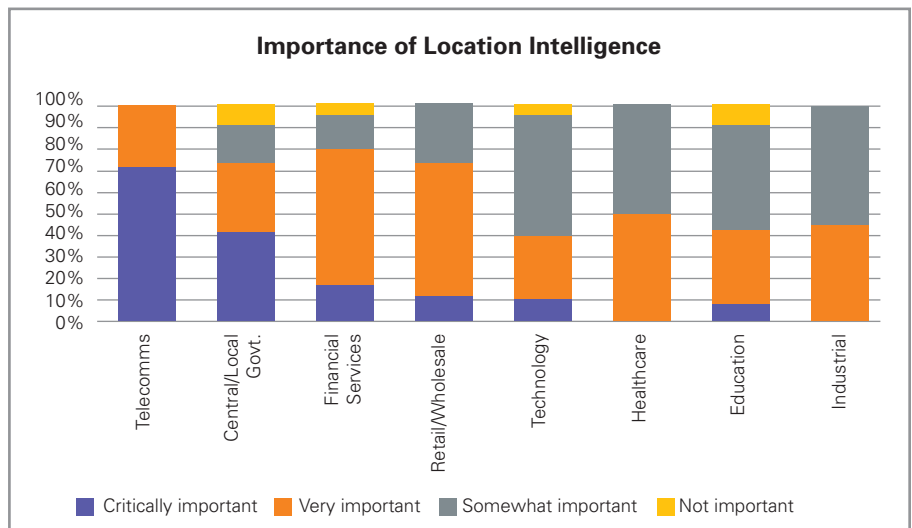 Importance of Location Intelligence
100%
90%
80%
70%
60%
50%
40%
30%
20%
10%
0%
Telecomms
Central/Local
Govt.
Financial
Services
Retail/Wholesale
Technology
Healthcare
Education
Industrial
Critically important Very important Somewhat important Not important